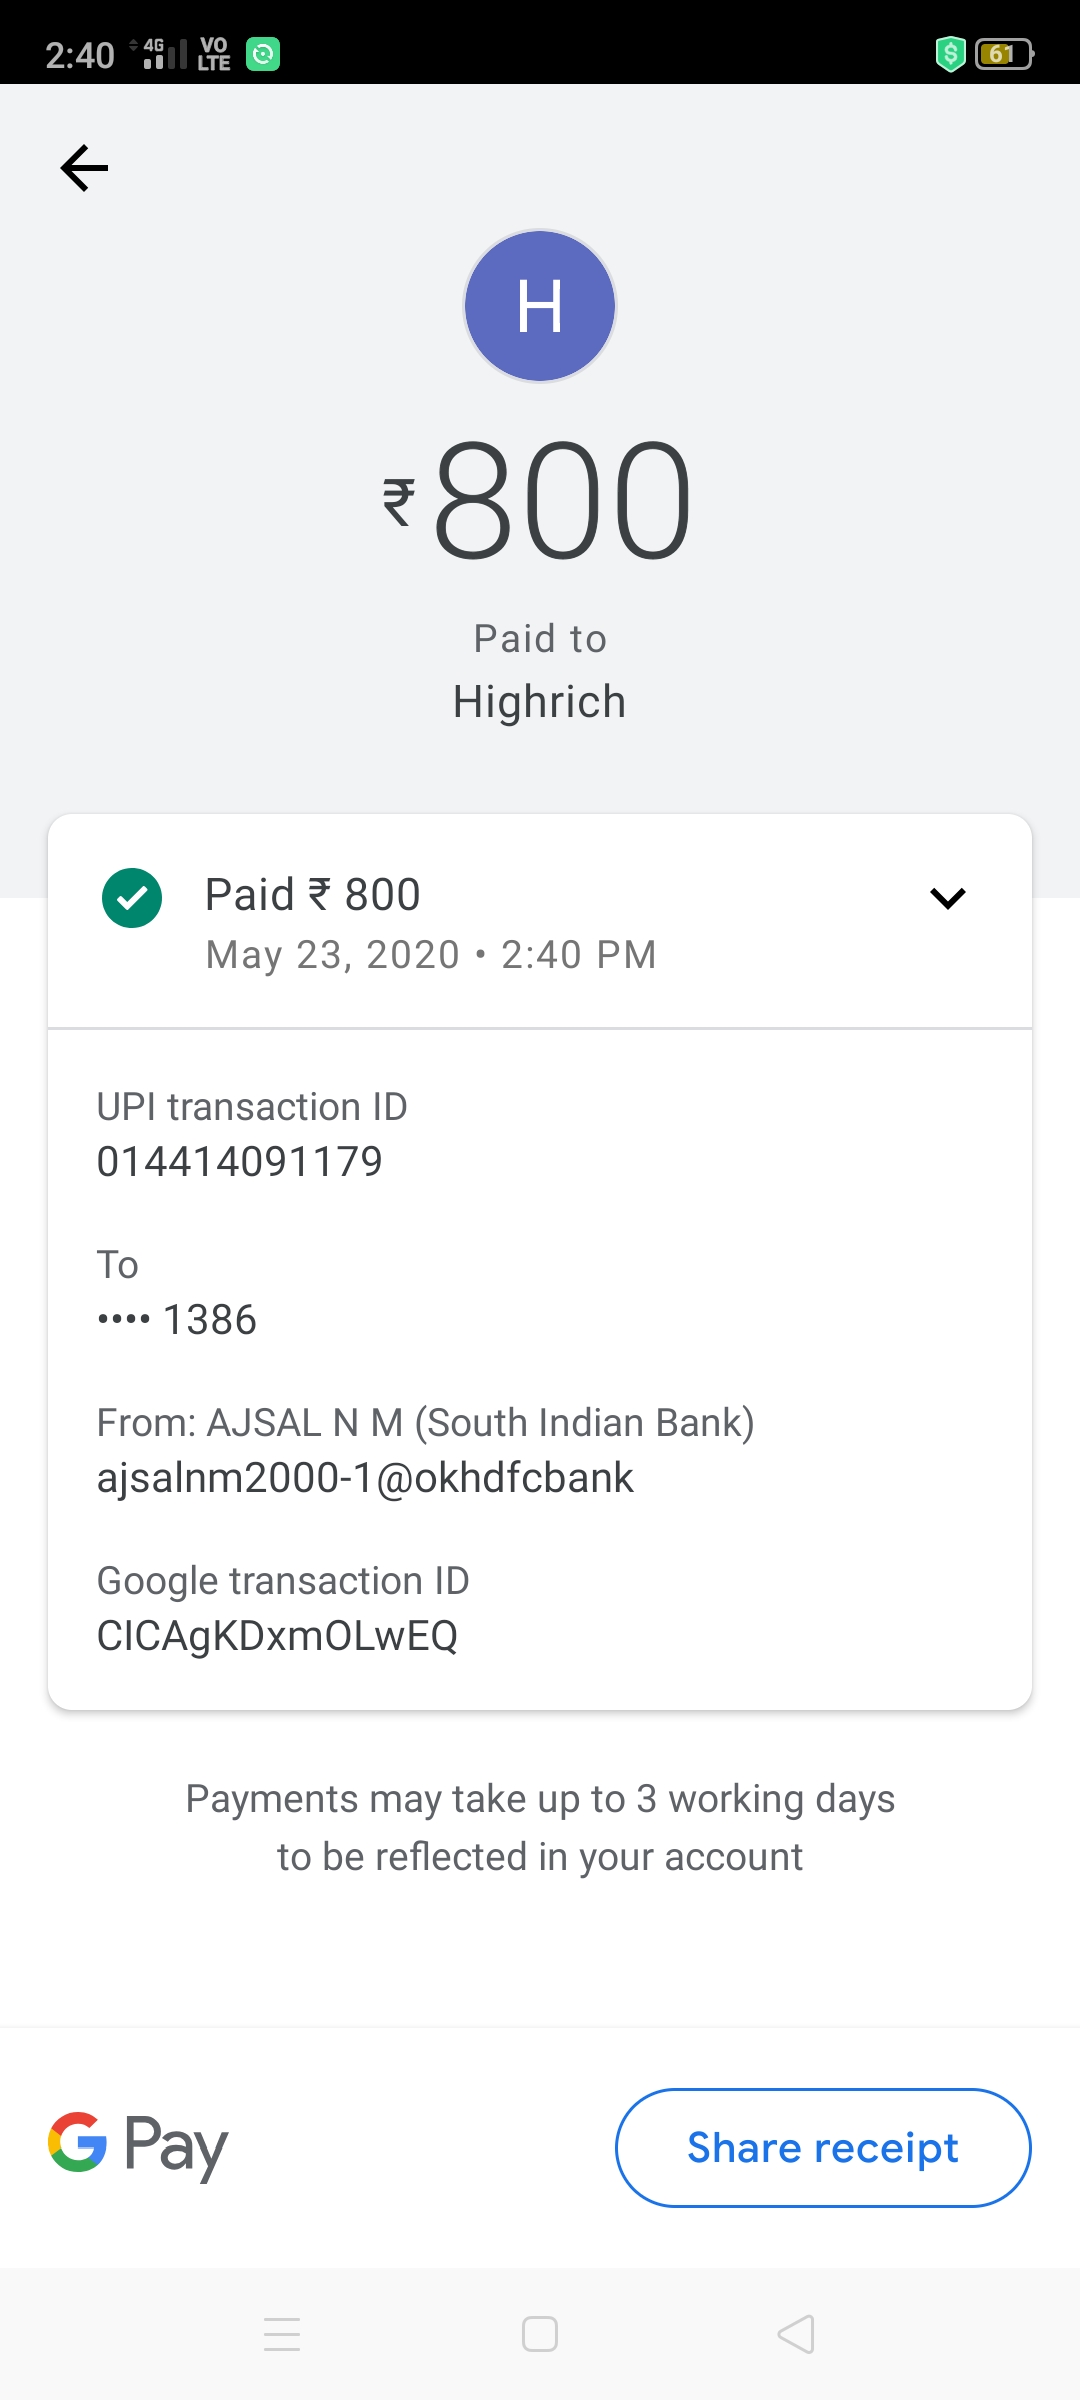 2:40 4G VO LTE $ 61
H
₹800
Paid to
Highrich
Paid ₹ 800
May 23, 2020 • 2:40 PM
UPI transaction ID
014414091179
To
•••• 1386
From: AJSAL N M (South Indian Bank)
ajsalnm2000-1@okhdfcbank
Google transaction ID
CICAgKDxmOLwEQ
Payments may take up to 3 working days
to be reflected in your account
G Pay
Share receipt